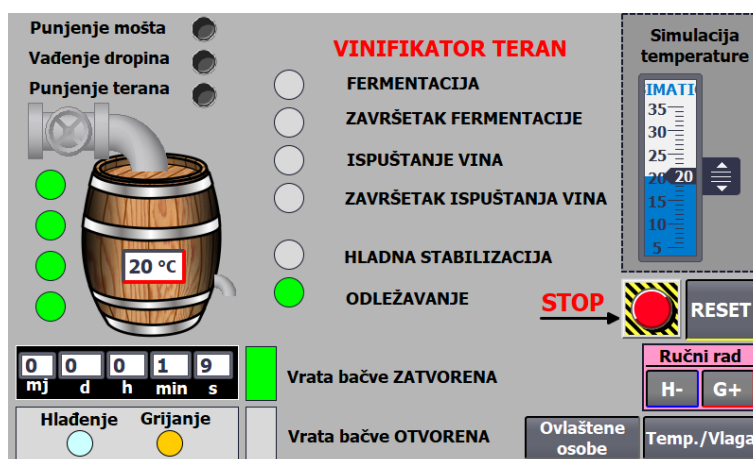 Punjenje mošta
Vađenje dropina
Punjenje terana
VINIFIKATOR TERAN
FERMENTACIJA
ZAVRŠETAK FERMENTACIJE
ISPUŠTANJE VINA
ZAVRŠETAK ISPUŠTANJA VINA
HLADNA STABILIZACIJA
ODLEŽAVANJE
Simulacija
temperature
IMATI
35
30
25
20 20
15
10
5
20 °C
STOP
RESET
0 0 0 1 9
mj d h min s
Vrata bačve ZATVORENA
Ručni rad
H- G+
Hlađenje Grijanje
Vrata bačve OTVORENA
Ovlaštene
osobe
Temp./Vlaga